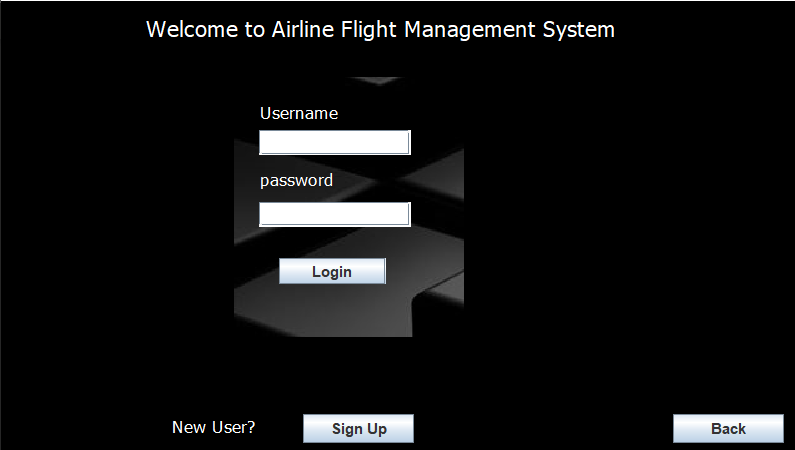 Welcome to Airline Flight Management System
Username
password
Login
New User? Sign Up Back